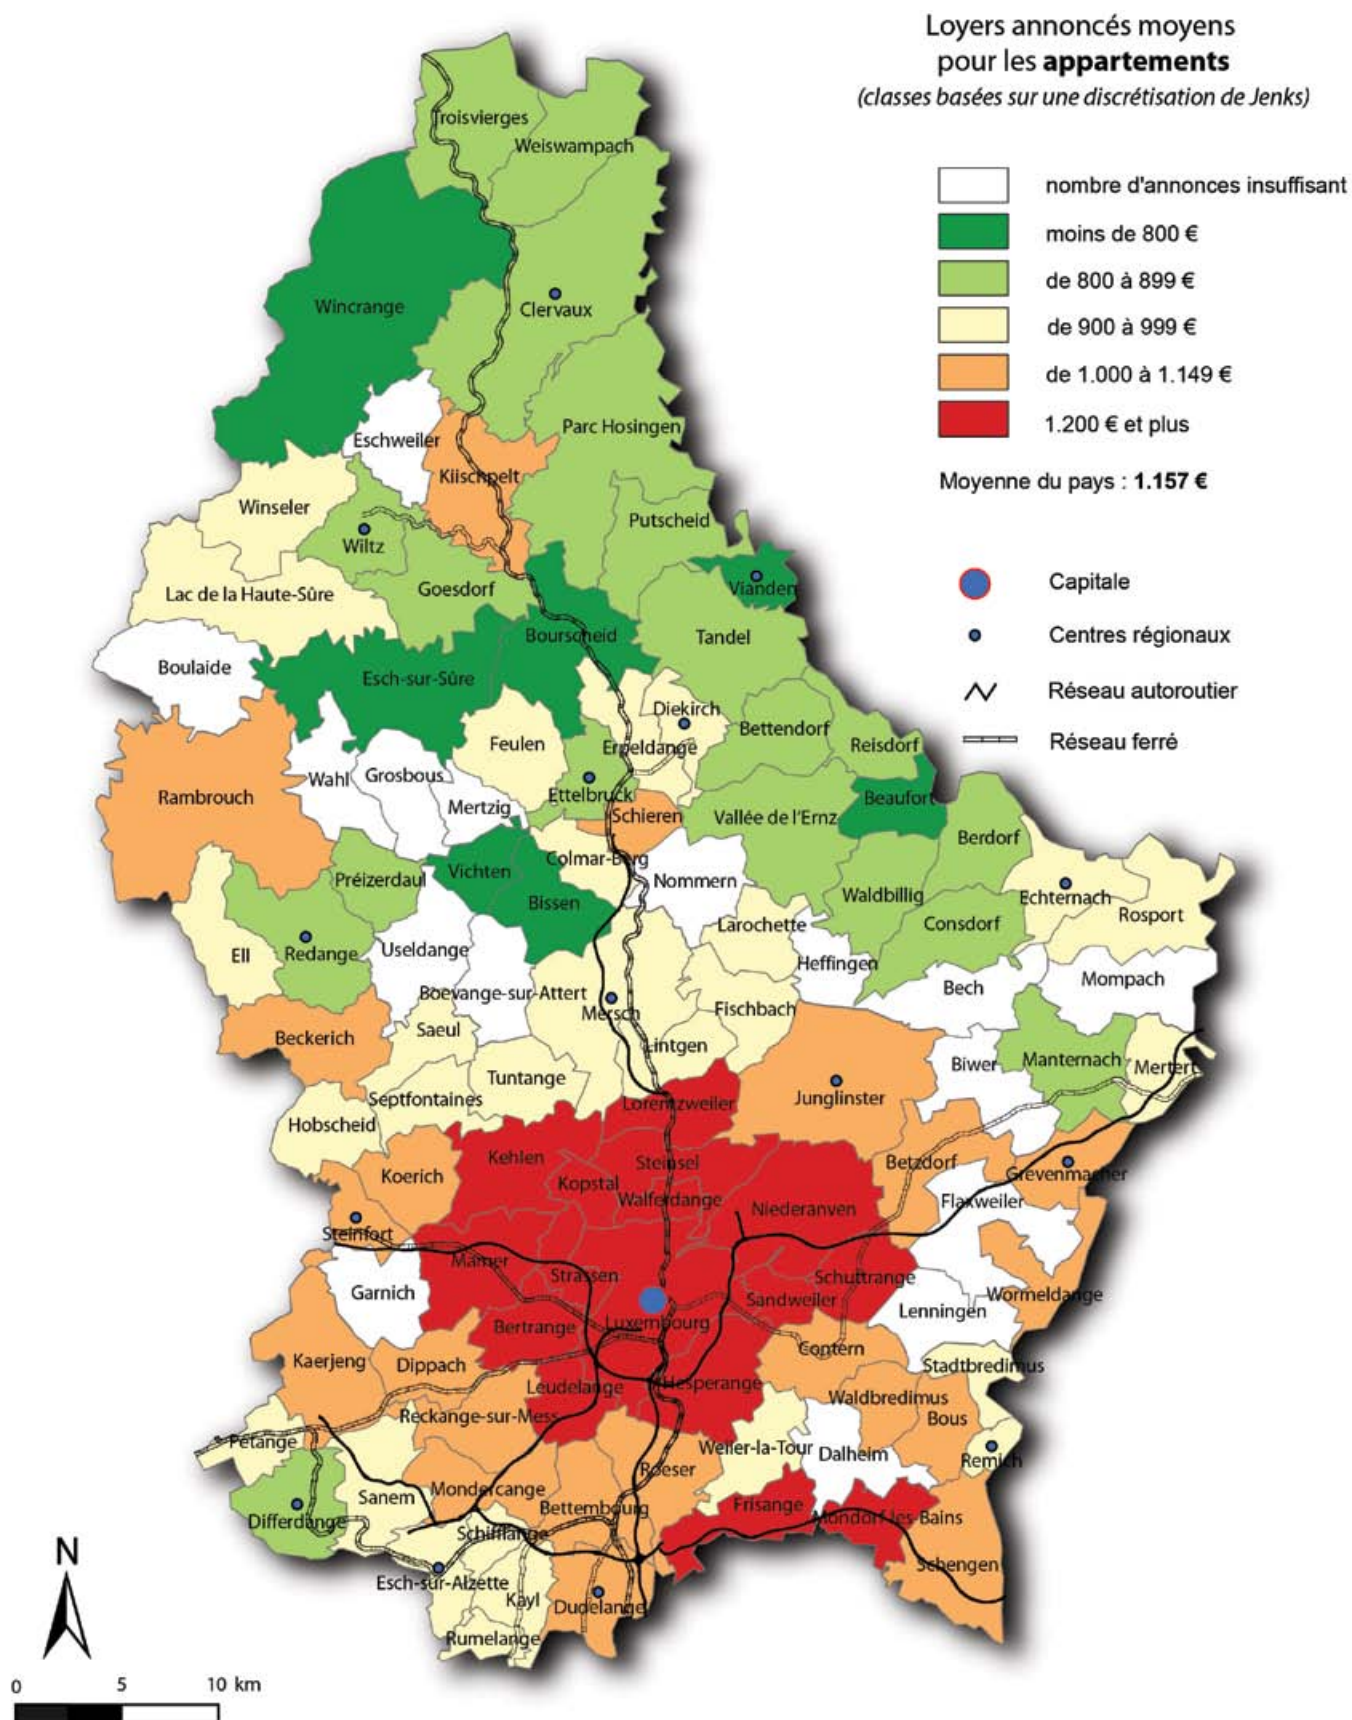 Loyers annoncés moyens
pour les appartements
(classes basées sur une discrétisation de Jenks)
nombre d'annonces insuffisant
moins de 800 €
de 800 à 899 €
de 900 à 999 €
de 1.000 à 1.149 €
1.200 € et plus
Moyenne du pays : 1.157 €
Capitale
Centres régionaux
Réseau autoroutier
Réseau ferré
Troisvierges
Weiswampach
Wincrange
Clervaux
Parc Hosingen
Eschweiler
Kiischpelt
Winseler
Wiltz
Putscheid
Lac de la Haute-Sûre
Goesdorf
Vianden
Bourscheid
Tandel
Boulaide
Esch-sur-Sûre
Diekirch
Feulen
Erpeldange
Bettendorf
Reisdorf
Wahl
Grosbous
Rambrouch
Mertzig
Ettelbruck
Schieren
Vallée de l'Ernz
Beaufort
Berdorf
Colmar-Berg
Préizerdaul
Vichten
Nommern
Waldbillig
Echternach
Bissen
Rosport
Larochette
Consdorf
Ell
Redange
Useldange
Heffingen
Bech
Mompach
Boevange-sur-Attert
Mersch
Fischbach
Beckerich
Saeul
Lintgen
Biwer
Manternach
Mertert
Tuntange
Septfontaines
Junglinster
Lorentzweiler
Hobscheid
Kehlen
Steinsel
Betzdorf
Koerich
Kopstal
Grevenmacher
Walferdange
Flaxweiler
Niederanven
Steinfort
Mamer
Strassen
Schuttrange
Garnich
Sandweiler
Wormeldange
Lenningen
Bertrange
Luxembourg
Contern
Kaerjeng
Dippach
Stadtbredimus
Leudelange
Hesperange
Waldbredimus
Reckange-sur-Mess
Bous
Pétange
Weiler-la-Tour
Dalheim
Remich
Roeser
Mondercange
Sanem
Bettembourg
Frisange
Mondorf-les-Bains
Differdange
Schifflange
Schengen
Esch-sur-Alzette
Kayl
Dudelange
Rumelange
N
0 5 10 km